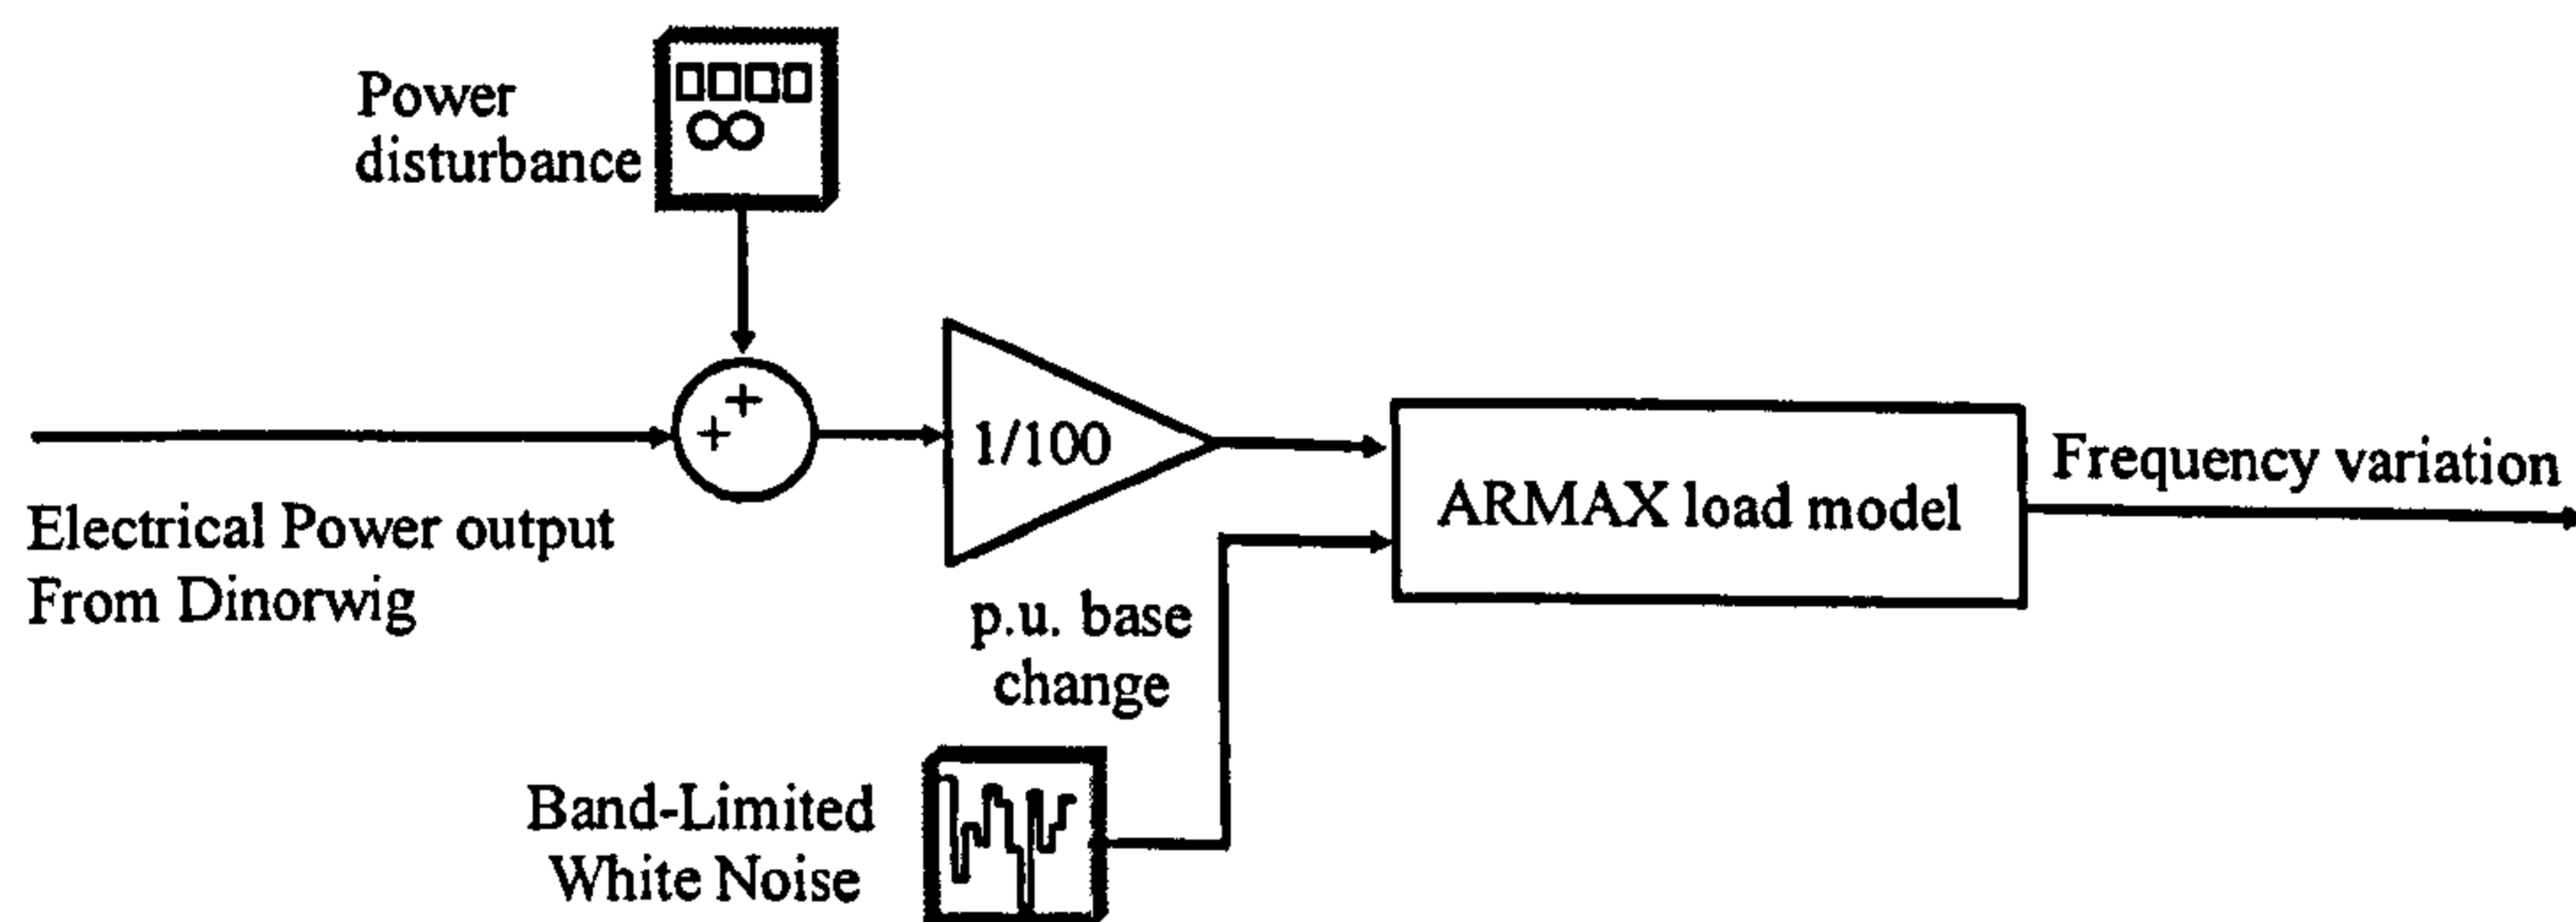 Power
disturbance
+
+
1/100
ARMAX load model
Frequency variation
Electrical Power output
From Dinorwig
p.u. base
change
Band-Limited
White Noise